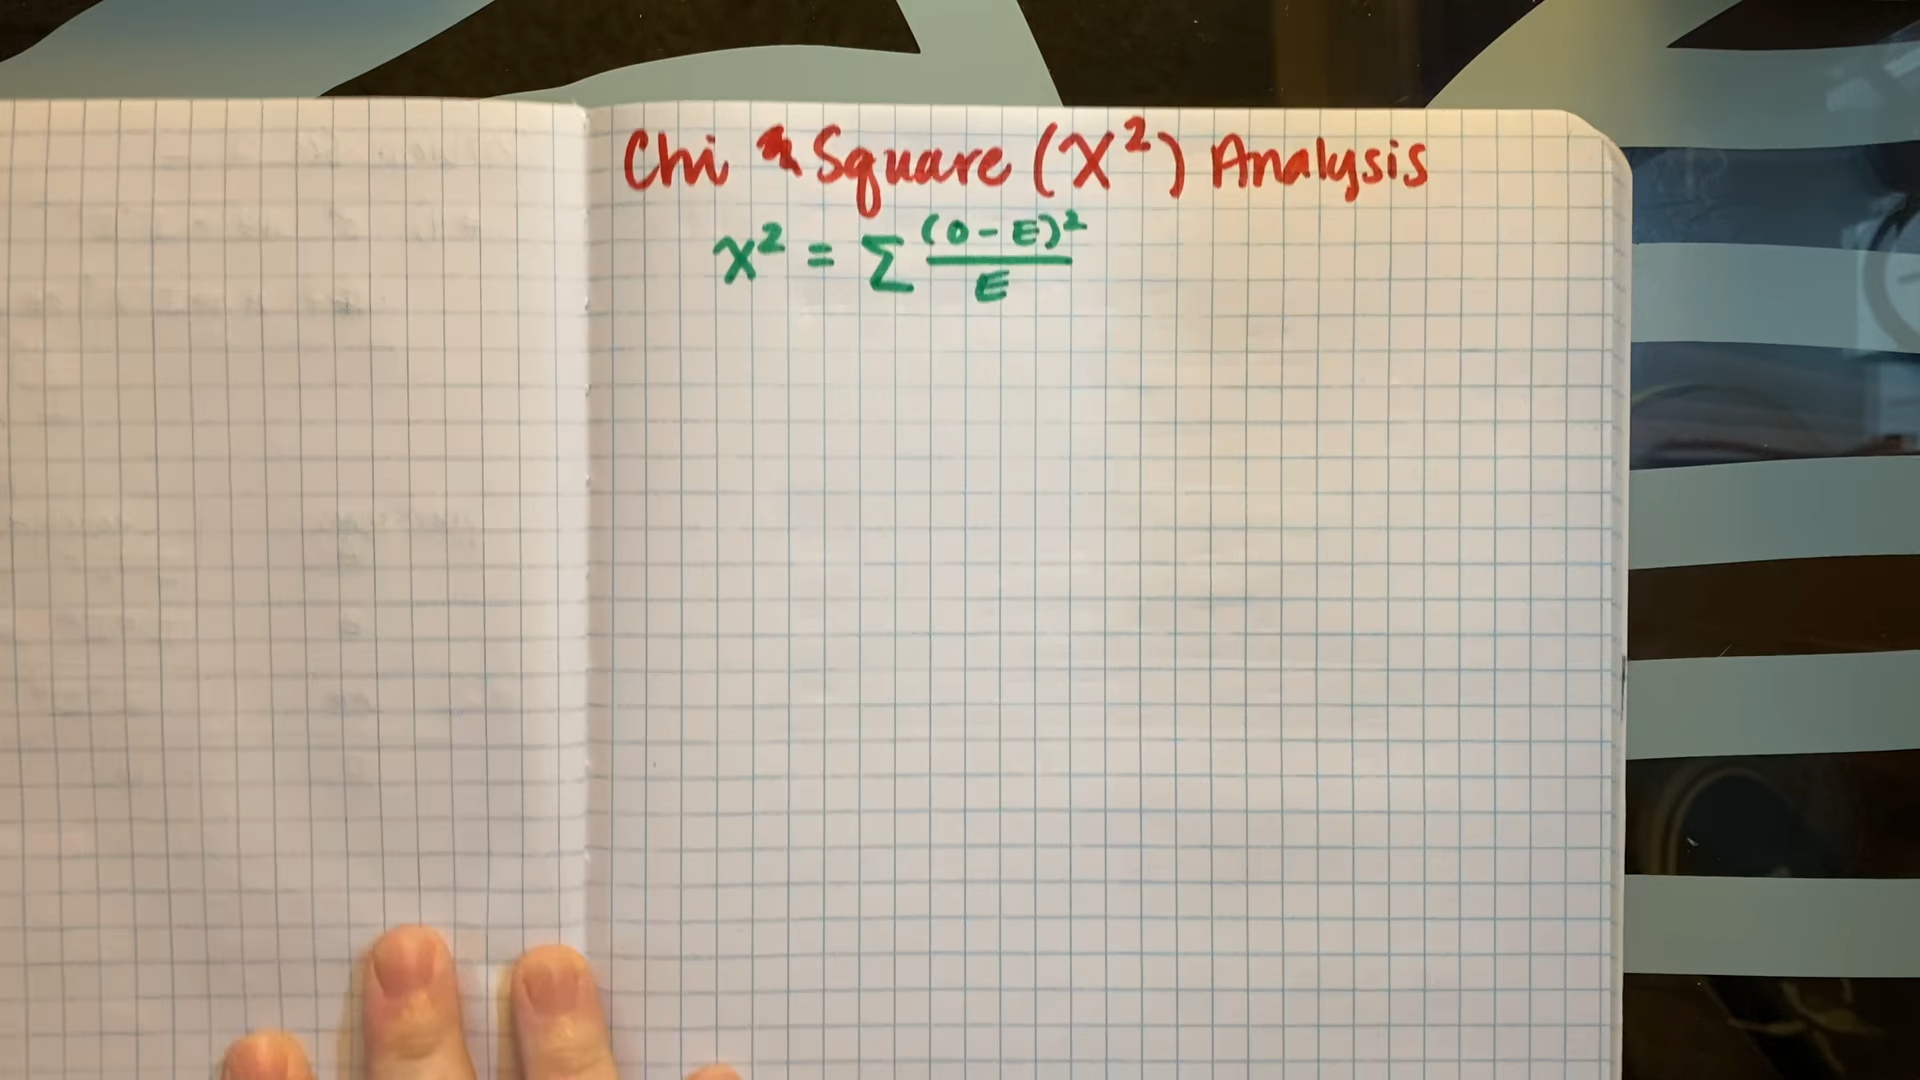 Chi Square (X²) Analysis
X² = Σ (O-E)² / E